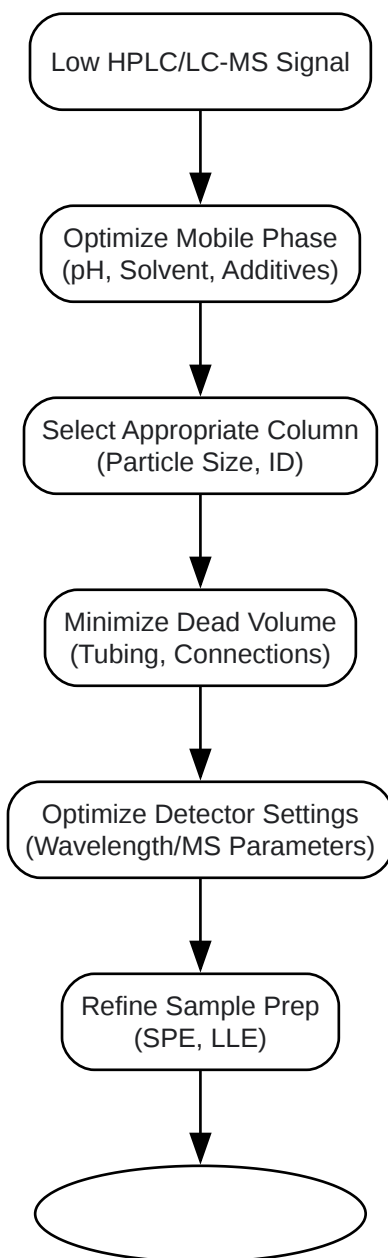 Low HPLC/LC-MS Signal
Optimize Mobile Phase
(pH, Solvent, Additives)
Select Appropriate Column
(Particle Size, ID)
Minimize Dead Volume
(Tubing, Connections)
Optimize Detector Settings
(Wavelength/MS Parameters)
Refine Sample Prep
(SPE, LLE)